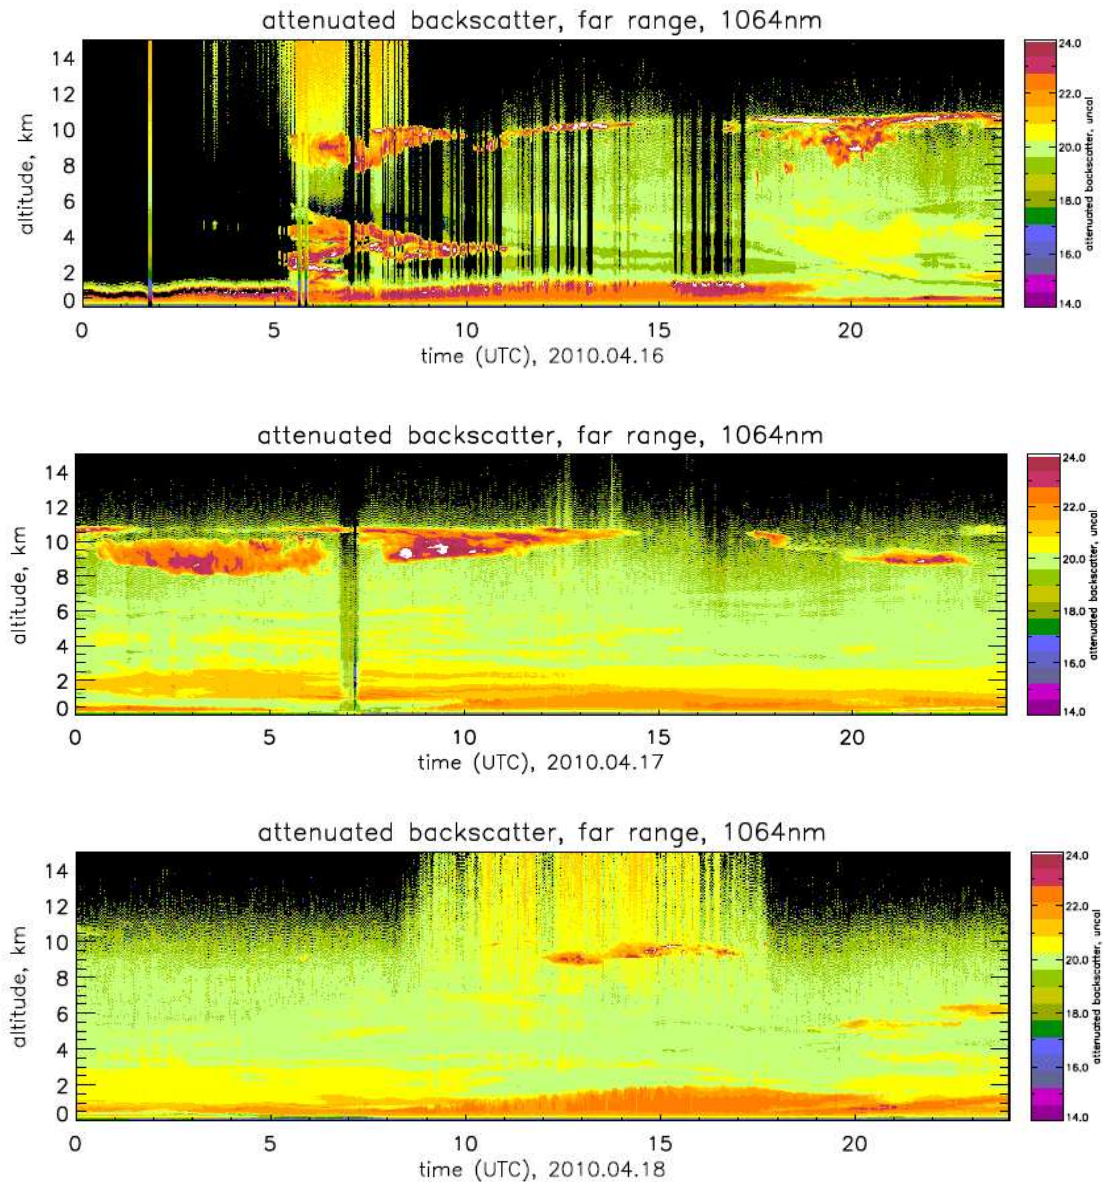 attenuated backscatter, far range, 1064nm
altitude, km
14
12
10
8
6
4
2
0
0 5 10 15 20
time (UTC), 2010.04.16
24.0
22.0
20.0
18.0
16.0
14.0
attenuated backscatter, uncal
attenuated backscatter, far range, 1064nm
altitude, km
14
12
10
8
6
4
2
0
0 5 10 15 20
time (UTC), 2010.04.17
24.0
22.0
20.0
18.0
16.0
14.0
attenuated backscatter, uncal
attenuated backscatter, far range, 1064nm
altitude, km
14
12
10
8
6
4
2
0
0 5 10 15 20
time (UTC), 2010.04.18
24.0
22.0
20.0
18.0
16.0
14.0
attenuated backscatter, uncal